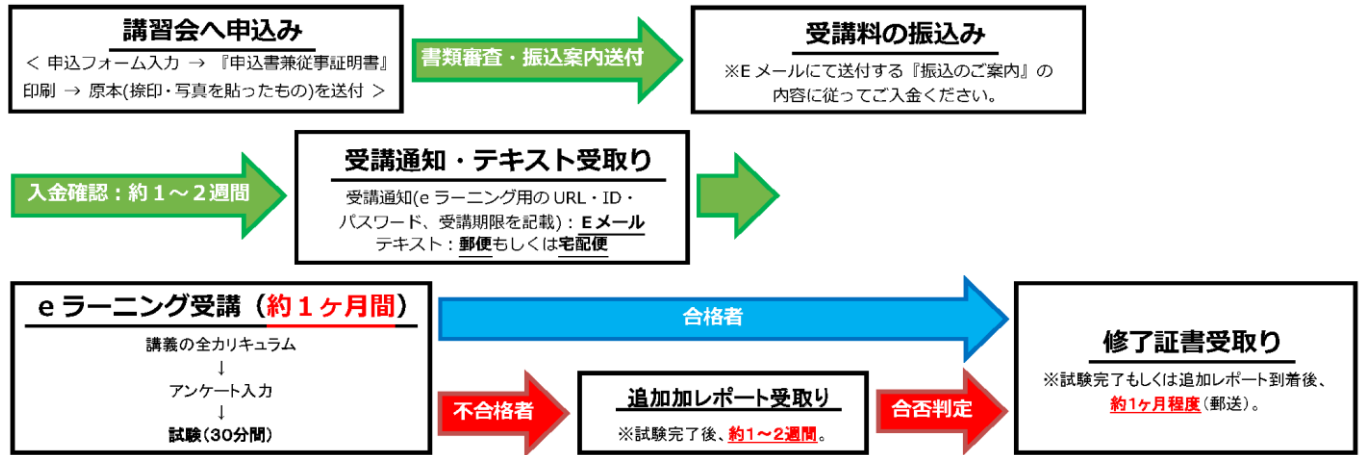 講習会へ申込み
< 申込フォーム入力 → 『申込書兼従事証明書』
印刷 → 原本(捺印・写真を貼ったもの)を送付 >
書類審査・振込案内送付
受講料の振込み
※E メールにて送付する『振込のご案内』の
内容に従ってご入金ください。
入金確認：約１～２週間
受講通知・テキスト受取り
受講通知(e ラーニング用の URL・ID・
パスワード、受講期限を記載)：E メール
テキスト：郵便もしくは宅配便
e ラーニング受講（約１ヶ月間）
講義の全カリキュラム
↓
アンケート入力
↓
試験(30分間)
合格者
不合格者
追加加レポート受取り
※試験完了後、約1～2週間。
合否判定
修了証書受取り
※試験完了もしくは追加レポート到着後、
約1ヶ月程度(郵送)。